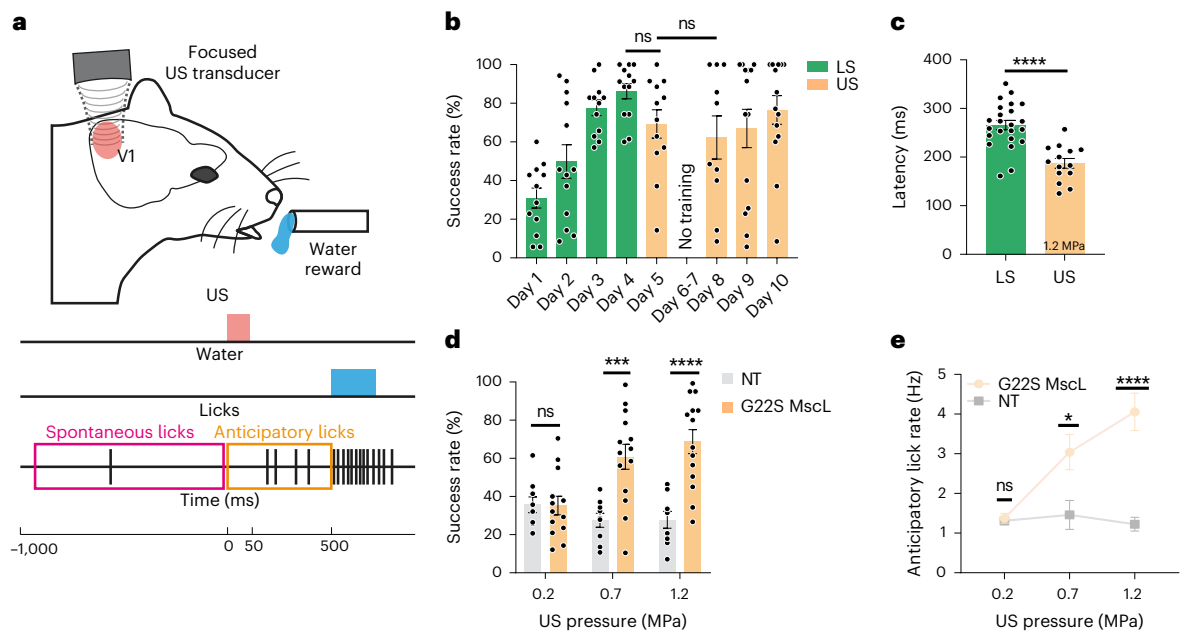 a
Focused
US transducer
V1
Water
reward
US
Water
Licks
Spontaneous licks
Anticipatory licks
Time (ms)
–1,000
0
50
500
b
ns
ns
LS
US
Success rate (%)
100
80
60
40
20
0
No training
Day 1
Day 2
Day 3
Day 4
Day 5
Day 6-7
Day 8
Day 9
Day 10
c
****
Latency (ms)
400
300
200
100
0
1.2 MPa
LS
US
d
***
****
ns
NT
G22S MscL
Success rate (%)
100
80
60
40
20
0
0.2
0.7
1.2
US pressure (MPa)
e
G22S MscL
NT
****
*
ns
Anticipatory lick rate (Hz)
5
4
3
2
1
0
0.2
0.7
1.2
US pressure (MPa)